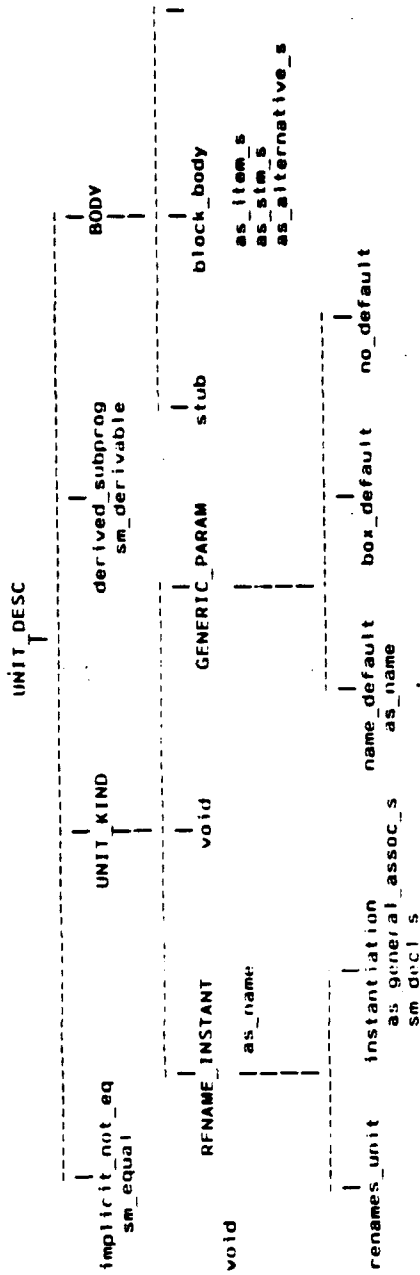 UNIT_DESC
implicit_not_eq
sm_equal
UNIT_KIND
derived_subprog
sm_derivable
BODY
void
RENAME_INSTANT
as_name
void
GENERIC_PARAM
stub
block_body
as_item_s
as_stm_s
as_alternative_s
renames_unit
instantiation
as_general_assoc_s
sm_decl_s
name_default
as_name
box_default
no_default